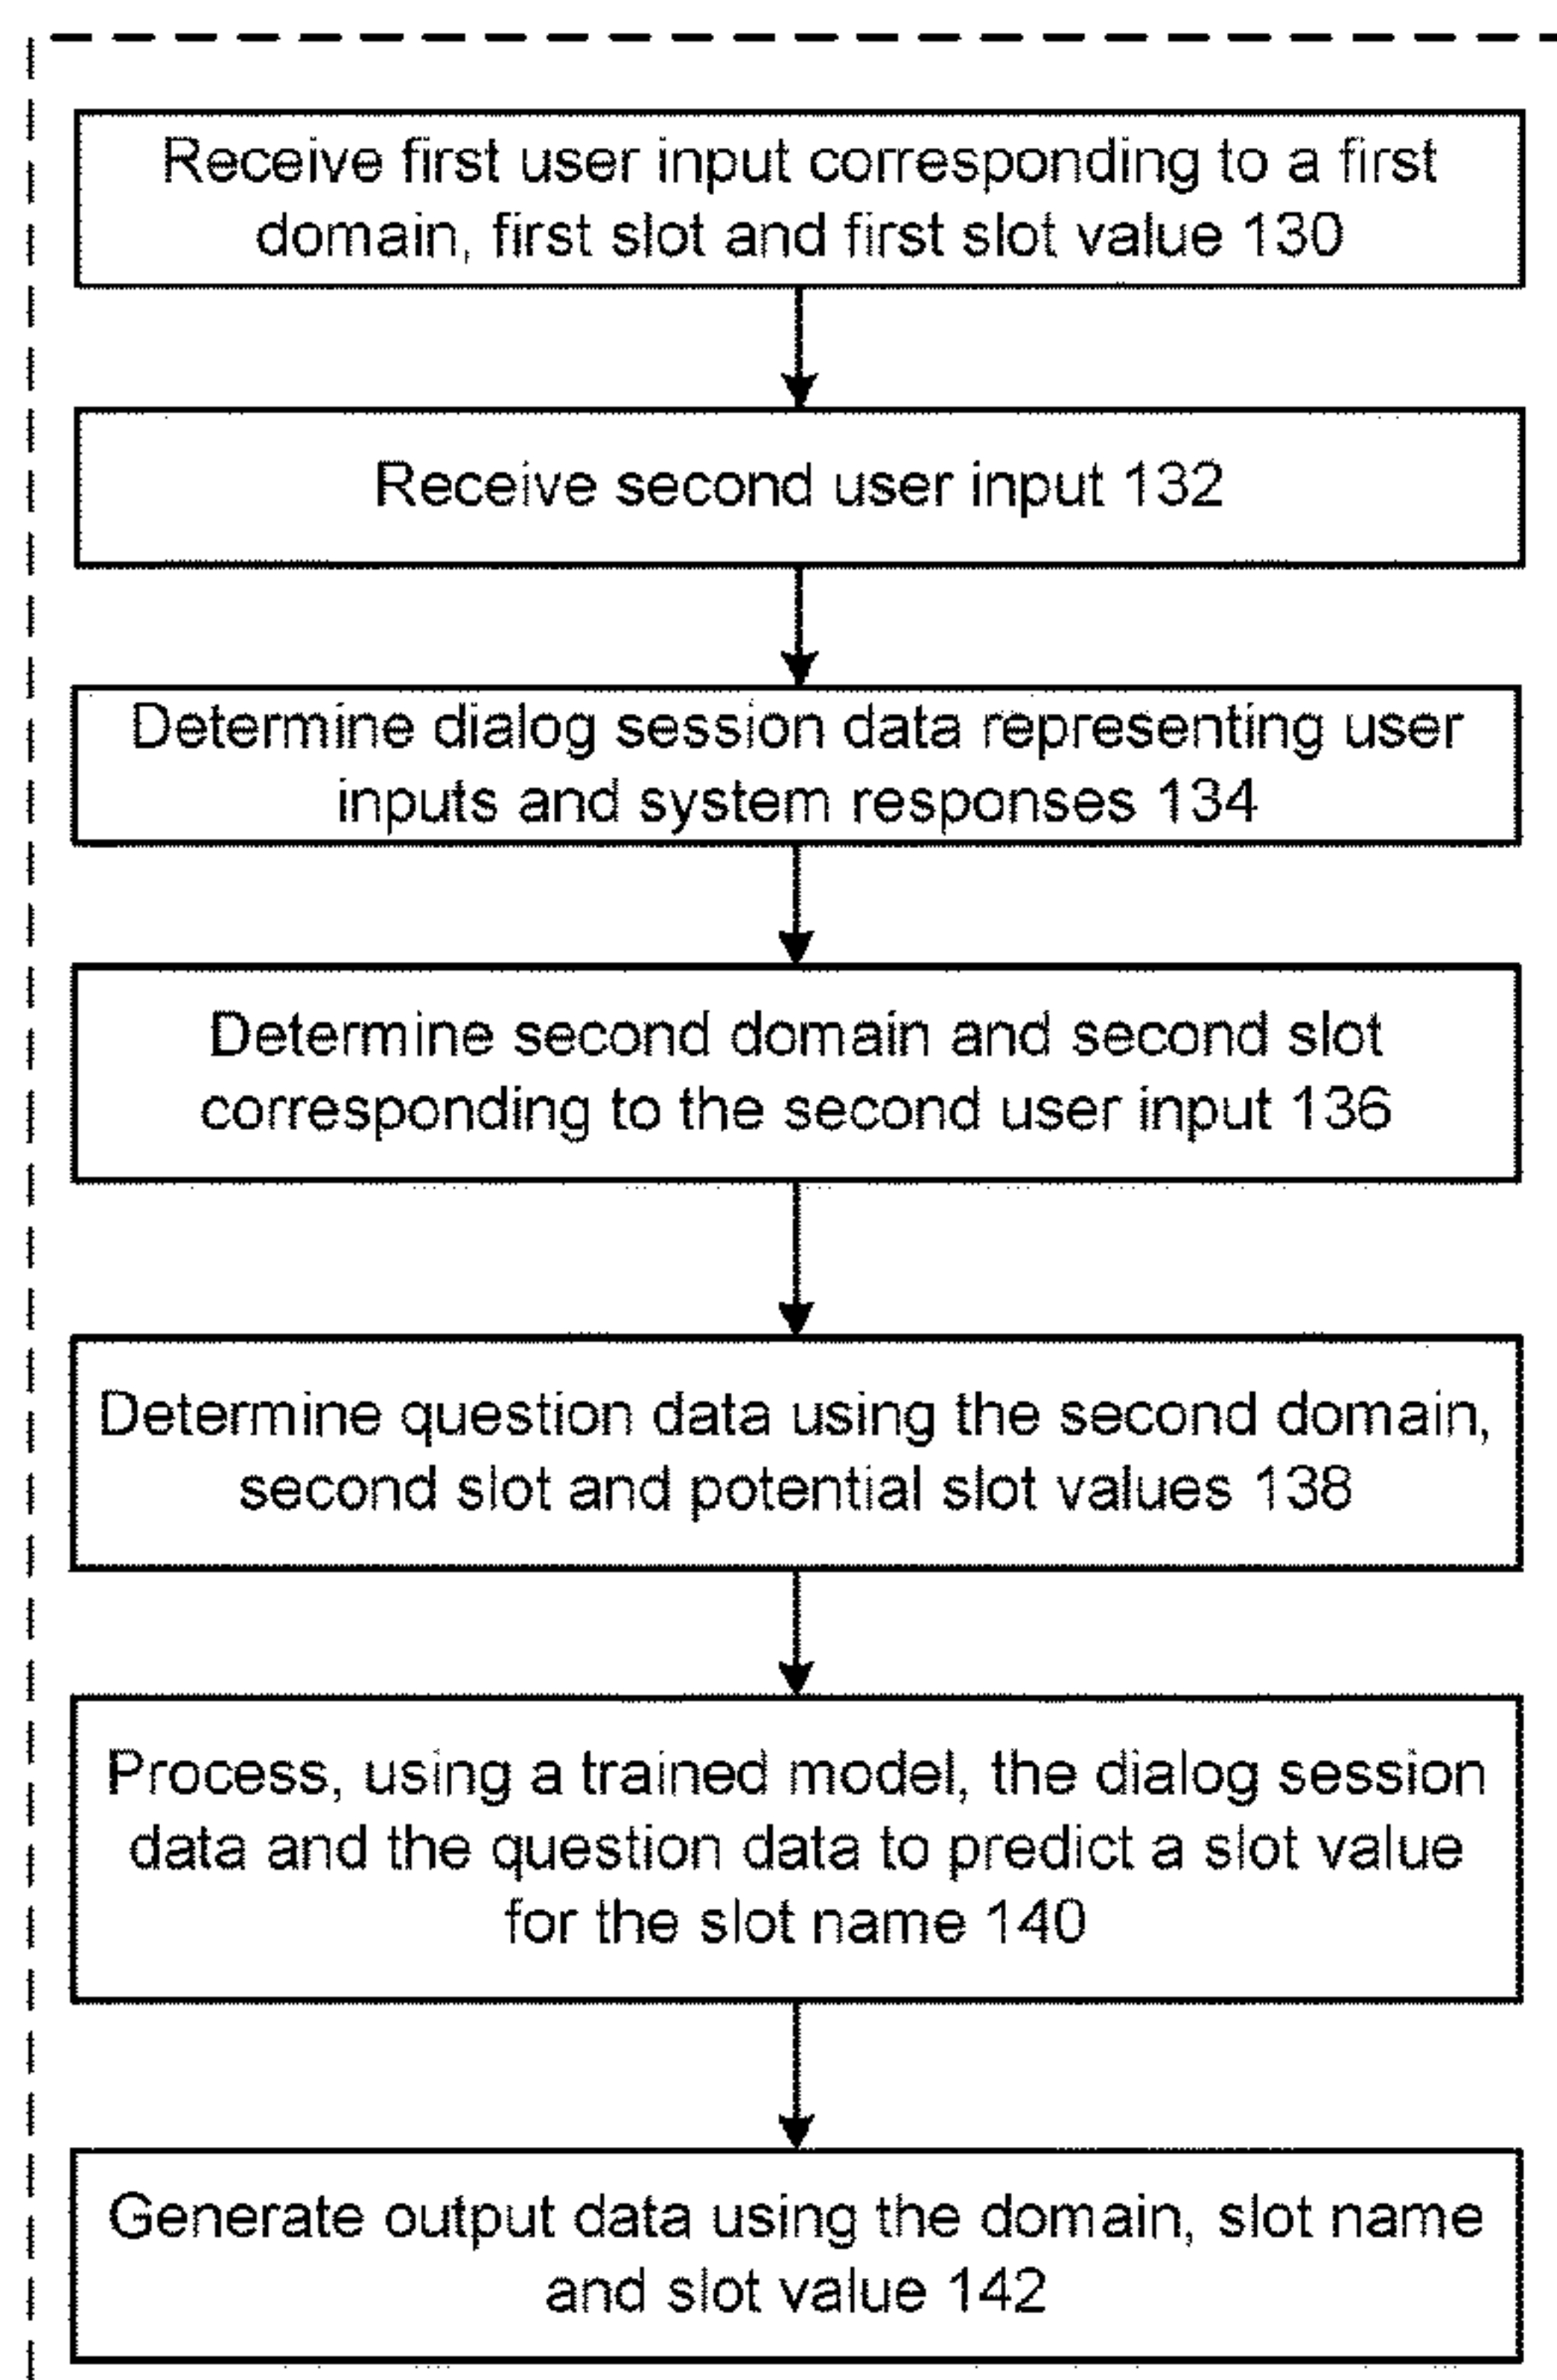 Receive first user input corresponding to a first
domain, first slot and first slot value 130
Receive second user input 132
Determine dialog session data representing user
inputs and system responses 134
Determine second domain and second slot
corresponding to the second user input 136
Determine question data using the second domain,
second slot and potential slot values 138
Process, using a trained model, the dialog session
data and the question data to predict a slot value
for the slot name 140
Generate output data using the domain, slot name
and slot value 142